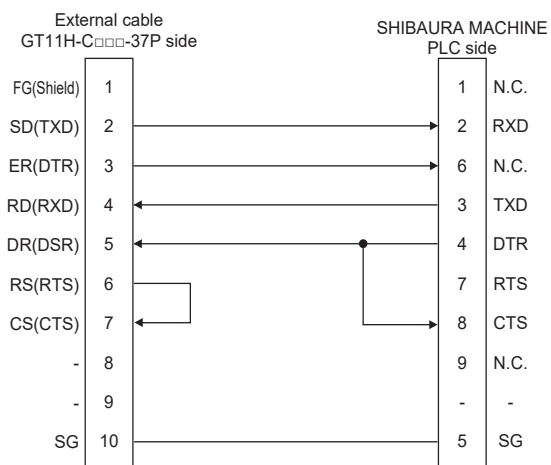 External cable
GT11H-C□□□-37P side
SHIBAURA MACHINE
PLC side
FG(Shield) 1 1 N.C.
SD(TXD) 2 2 RXD
ER(DTR) 3 6 N.C.
RD(RXD) 4 3 TXD
DR(DSR) 5 4 DTR
RS(RTS) 6 7 RTS
CS(CTS) 7 8 CTS
- 8 9 N.C.
- 9 - -
SG 10 5 SG